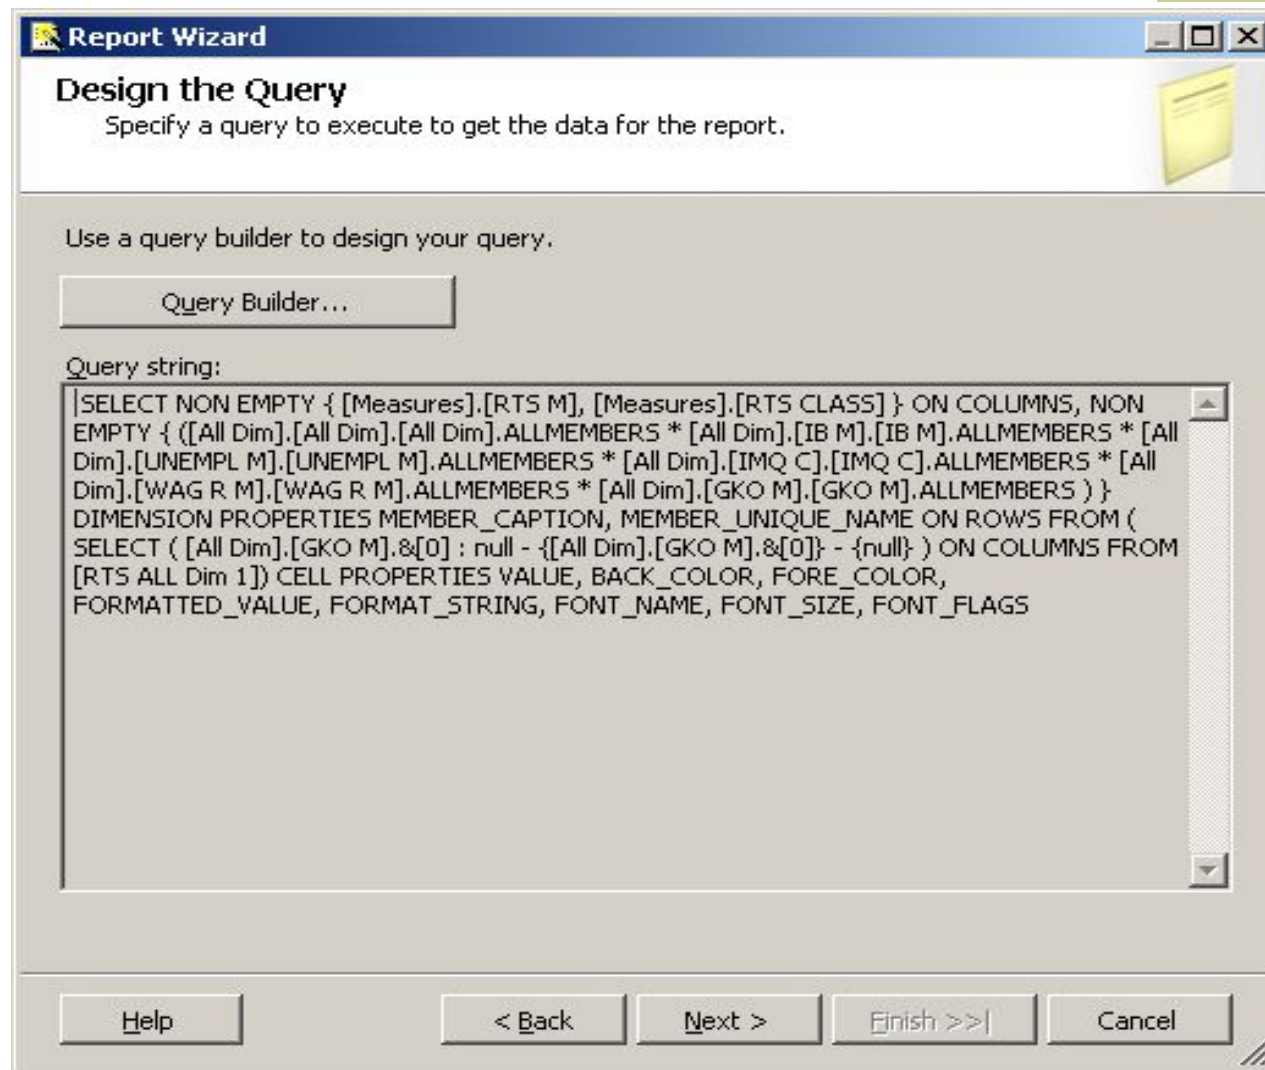 Report Wizard
Design the Query
Specify a query to execute to get the data for the report.
Use a query builder to design your query.
Query Builder...
Query string:
SELECT NON EMPTY { [Measures].[RTS M], [Measures].[RTS CLASS] } ON COLUMNS, NON
EMPTY { ([All Dim].[All Dim].[All Dim].ALLMEMBERS * [All Dim].[IB M].[IB M].ALLMEMBERS * [All
Dim].[UNEMPL M].[UNEMPL M].ALLMEMBERS * [All Dim].[IMQ C].[IMQ C].ALLMEMBERS * [All
Dim].[WAG R M].[WAG R M].ALLMEMBERS * [All Dim].[GKO M].[GKO M].ALLMEMBERS ) }
DIMENSION PROPERTIES MEMBER_CAPTION, MEMBER_UNIQUE_NAME ON ROWS FROM (
SELECT ( [All Dim].[GKO M].&[0] : null - {[All Dim].[GKO M].&[0]} - {null} ) ON COLUMNS FROM
[RTS ALL Dim 1]) CELL PROPERTIES VALUE, BACK_COLOR, FORE_COLOR,
FORMATTED_VALUE, FORMAT_STRING, FONT_NAME, FONT_SIZE, FONT_FLAGS
Help
< Back
Next >
Finish >>|
Cancel